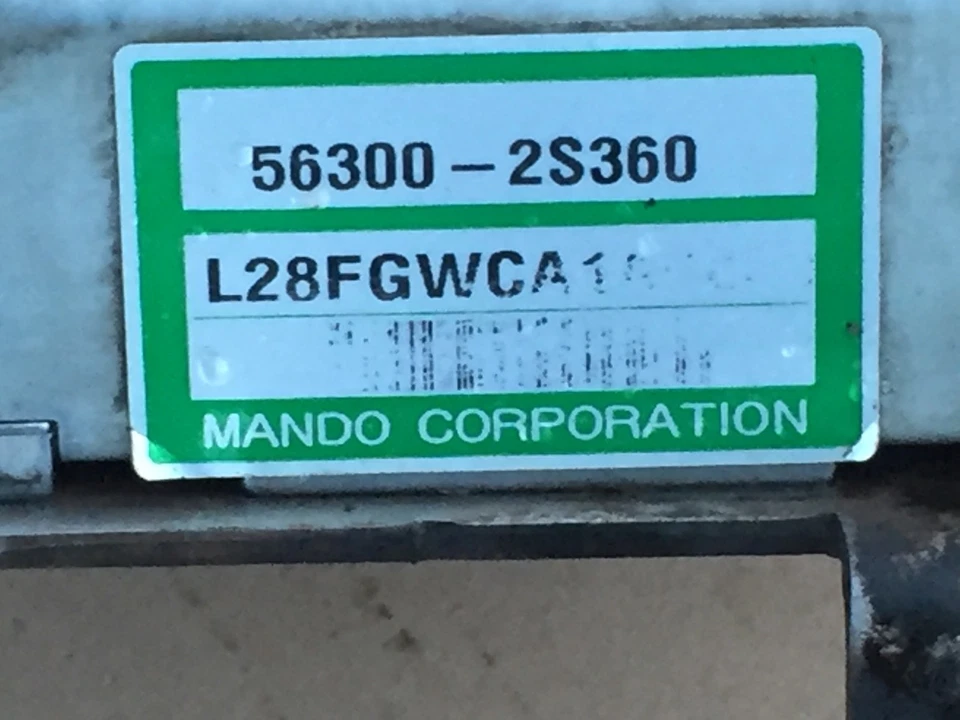 56300-2S360
L28FGWCA
MANDO CORPORATION